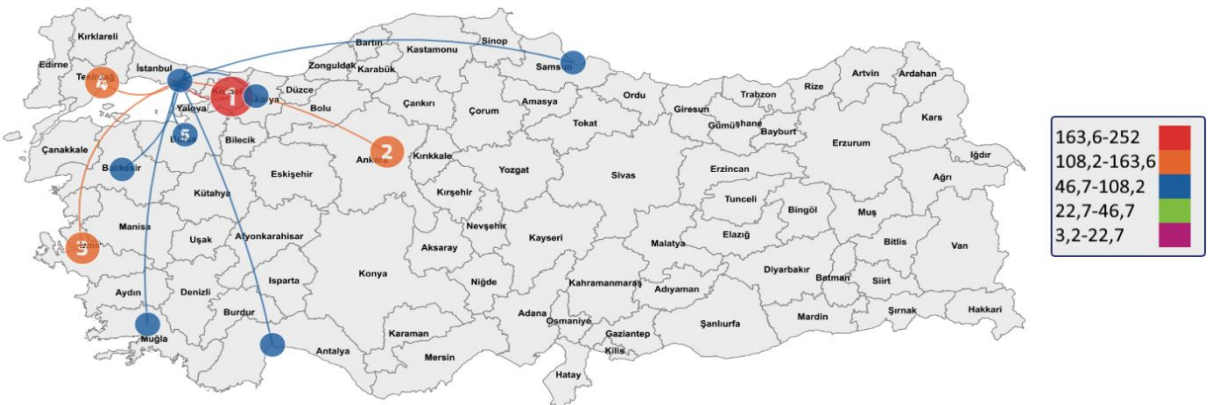 Kırklareli
Edirne
İstanbul
4
1
Yalova
Düzce
Zonguldak
Bartın
Karabük
Kastamonu
Sinop
Samsun
Bolu
Çankırı
Çorum
Amasya
Ordu
Tokat
Giresun
Trabzon
Gümüşhane
Bayburt
Rize
Artvin
Ardahan
Kars
Erzurum
Iğdır
Ağrı
Çanakkale
Balıkesir
5
Bilecik
2
Ankara
Kırıkkale
Eskişehir
Kütahya
Yozgat
Kırşehir
Sivas
Erzincan
Tunceli
Bingöl
Muş
Bitlis
Van
3
Manisa
Uşak
Afyonkarahisar
Nevşehir
Aksaray
Kayseri
Malatya
Elazığ
Diyarbakır
Batman
Siirt
Aydın
Denizli
Isparta
Konya
Niğde
Kahramanmaraş
Adıyaman
Mardin
Şırnak
Hakkari
Muğla
Burdur
Antalya
Karaman
Mersin
Adana
Osmaniye
Gaziantep
Kilis
Şanlıurfa
Hatay
163,6-252
108,2-163,6
46,7-108,2
22,7-46,7
3,2-22,7